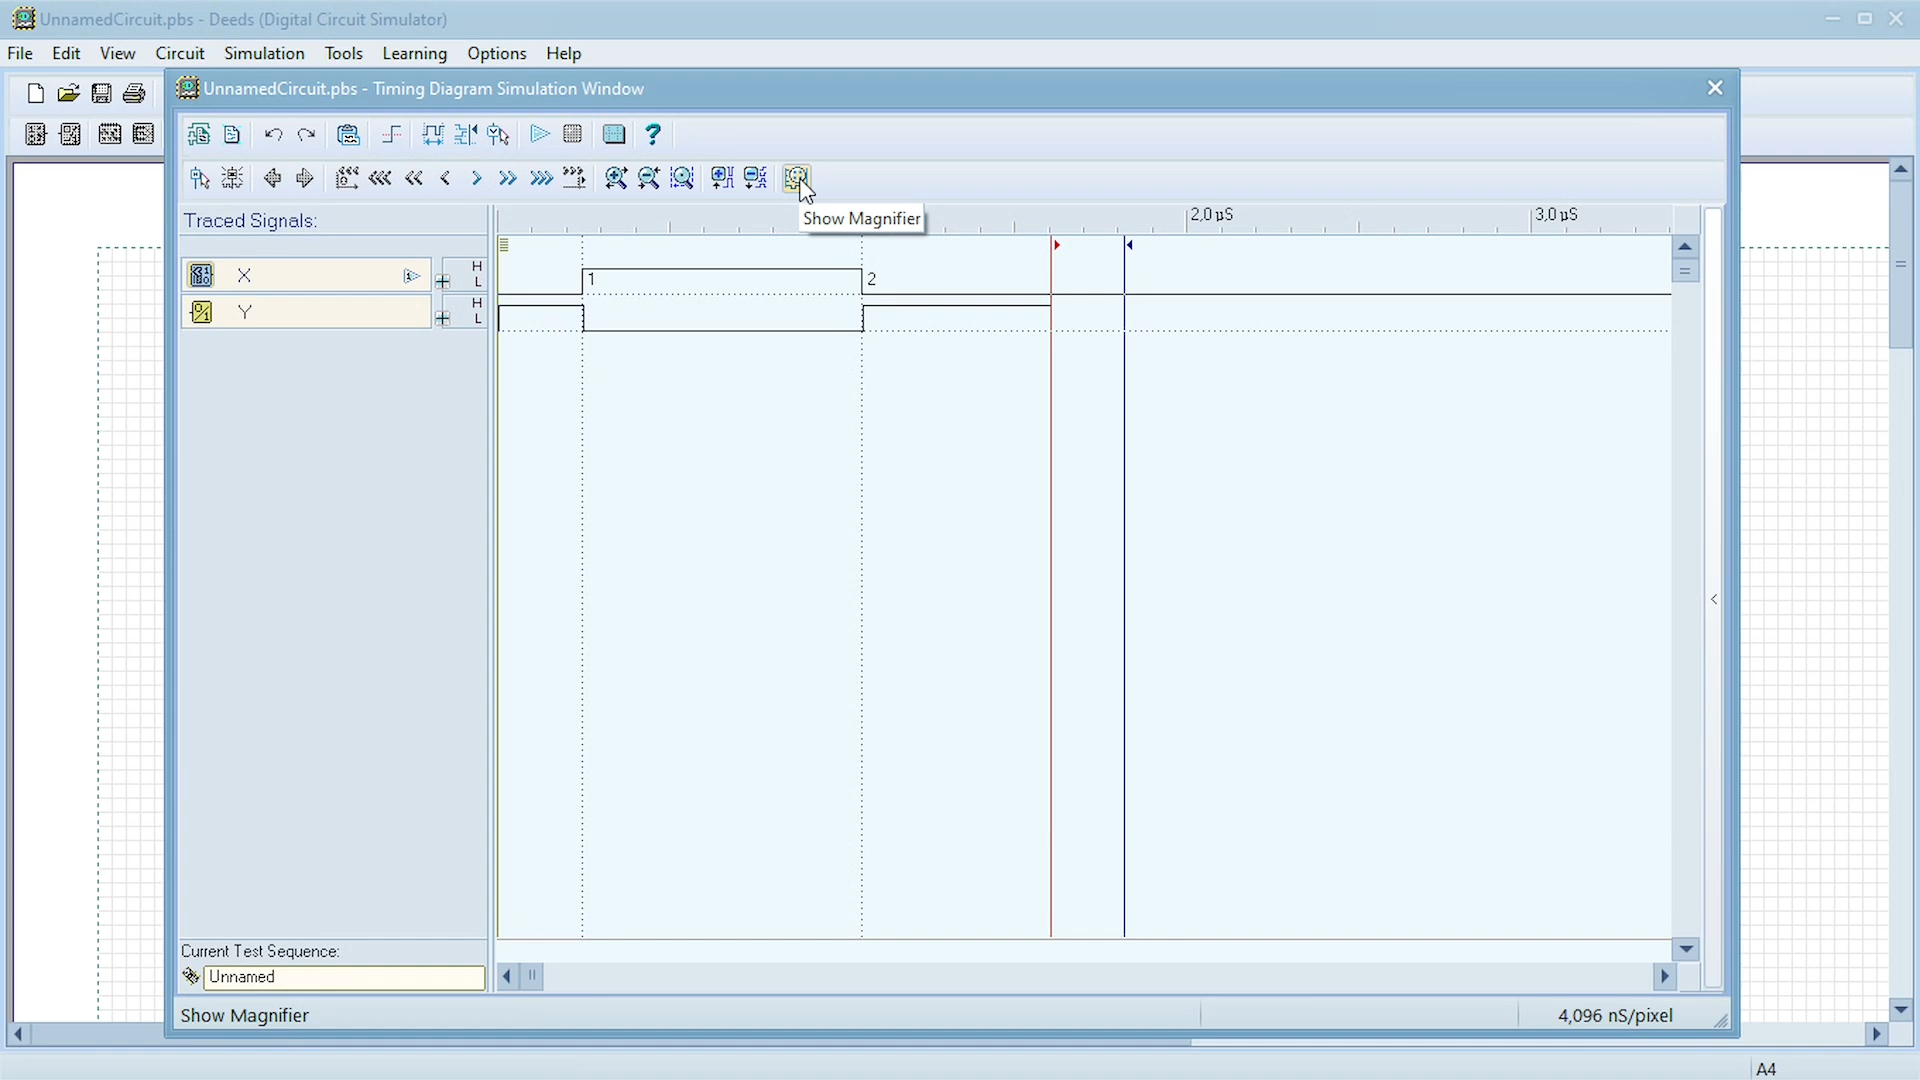 UnnamedCircuit.pbs - Deeds (Digital Circuit Simulator)
File Edit View Circuit Simulation Tools Learning Options Help
UnnamedCircuit.pbs - Timing Diagram Simulation Window
Show Magnifier
Traced Signals:
2,0 µS
3,0 µS
X
H
L
1
2
Y
H
L
Current Test Sequence:
Unnamed
Show Magnifier
4,096 nS/pixel
A4